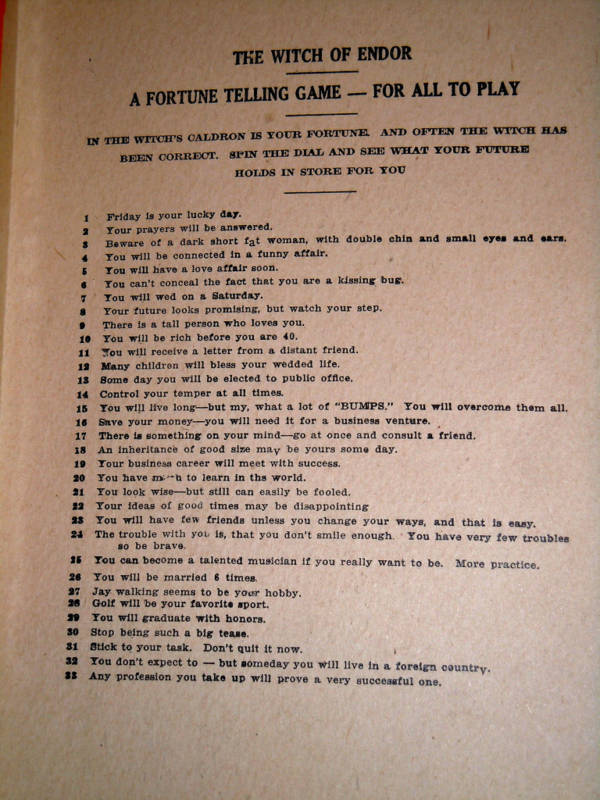 THE WITCH OF ENDOR
A FORTUNE TELLING GAME — FOR ALL TO PLAY
IN THE WITCH'S CALDRON IS YOUR FORTUNE. AND OFTEN THE WITCH HAS
BEEN CORRECT. SPIN THE DIAL AND SEE WHAT YOUR FUTURE
HOLDS IN STORE FOR YOU
1 Friday is your lucky day.
2 Your prayers will be answered.
3 Beware of a dark short fat woman, with double chin and small eyes and ears.
4 You will be connected in a funny affair.
5 You will have a love affair soon.
6 You can't conceal the fact that you are a kissing bug.
7 You will wed on a Saturday.
8 Your future looks promising, but watch your step.
9 There is a tall person who loves you.
10 You will be rich before you are 40.
11 You will receive a letter from a distant friend.
12 Many children will bless your wedded life.
13 Some day you will be elected to public office.
14 Control your temper at all times.
15 You will live long—but my, what a lot of "BUMPS." You will overcome them all.
16 Save your money—you will need it for a business venture.
17 There is something on your mind—go at once and consult a friend.
18 An inheritance of good size may be yours some day.
19 Your business career will meet with success.
20 You have much to learn in the world.
21 You look wise—but still can easily be fooled.
22 Your ideas of good times may be disappointing
23 You will have few friends unless you change your ways, and that is easy.
24 The trouble with you is, that you don't smile enough. You have very few troubles
so be brave.
25 You can become a talented musician if you really want to be. More practice.
26 You will be married 6 times.
27 Jay walking seems to be your hobby.
28 Golf will be your favorite sport.
29 You will graduate with honors.
30 Stop being such a big tease.
31 Stick to your task. Don't quit it now.
32 You don't expect to — but someday you will live in a foreign country.
33 Any profession you take up will prove a very successful one.